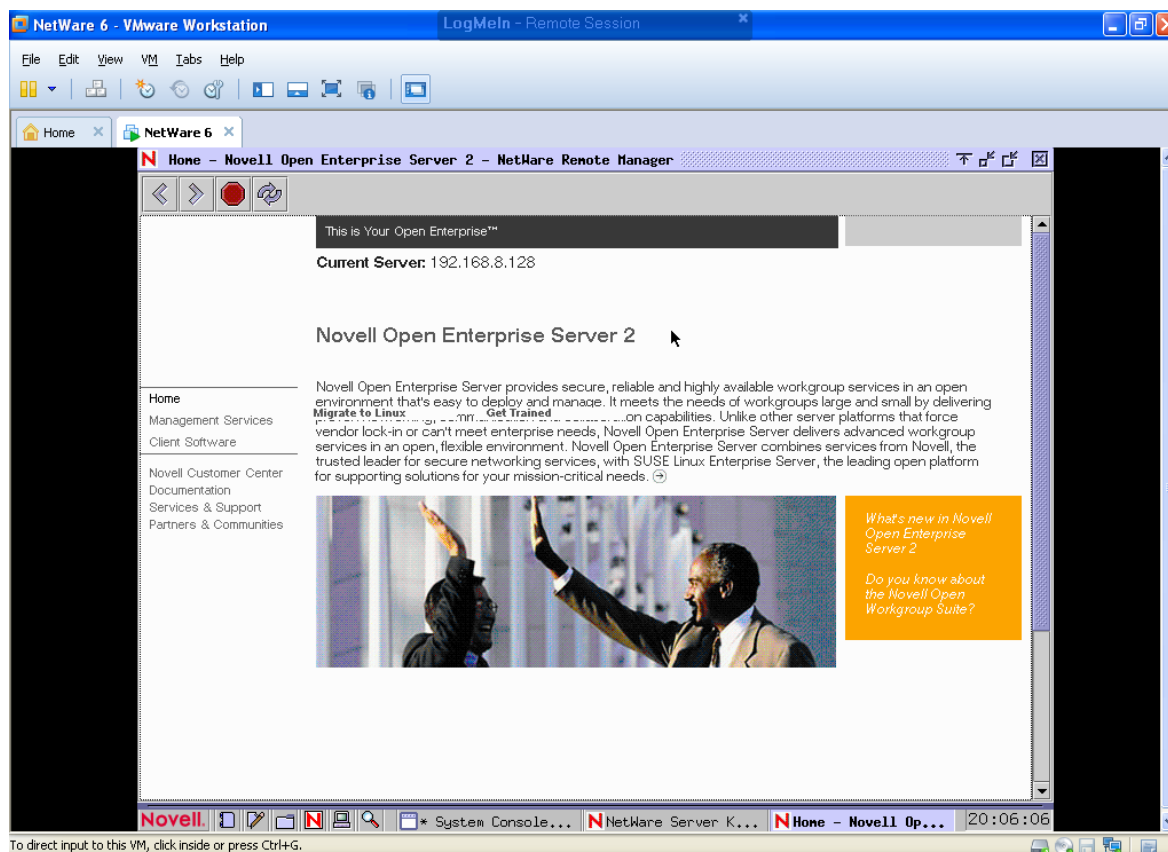 NetWare 6 - VMware Workstation
LogMeIn - Remote Session
File Edit View VM Tabs Help
Home
NetWare 6
N Home - Novell Open Enterprise Server 2 - NetWare Remote Manager
This is Your Open Enterprise™
Current Server: 192.168.8.128
Novell Open Enterprise Server 2
Home
Management Services
Client Software
Novell Customer Center
Documentation
Services & Support
Partners & Communities
Novell Open Enterprise Server provides secure, reliable and highly available workgroup services in an open
environment that's easy to deploy and manage. It meets the needs of workgroups large and small by delivering
Migrate to Linux Get Trained on capabilities. Unlike other server platforms that force
vendor lock-in or can't meet enterprise needs, Novell Open Enterprise Server delivers advanced workgroup
services in an open, flexible environment. Novell Open Enterprise Server combines services from Novell, the
trusted leader for secure networking services, with SUSE Linux Enterprise Server, the leading open platform
for supporting solutions for your mission-critical needs.
What's new in Novell
Open Enterprise
Server 2
Do you know about
the Novell Open
Workgroup Suite?
Novell. N * System Console... N NetWare Server K... N Home - Novell Op... 20:06:06
To direct input to this VM, click inside or press Ctrl+G.